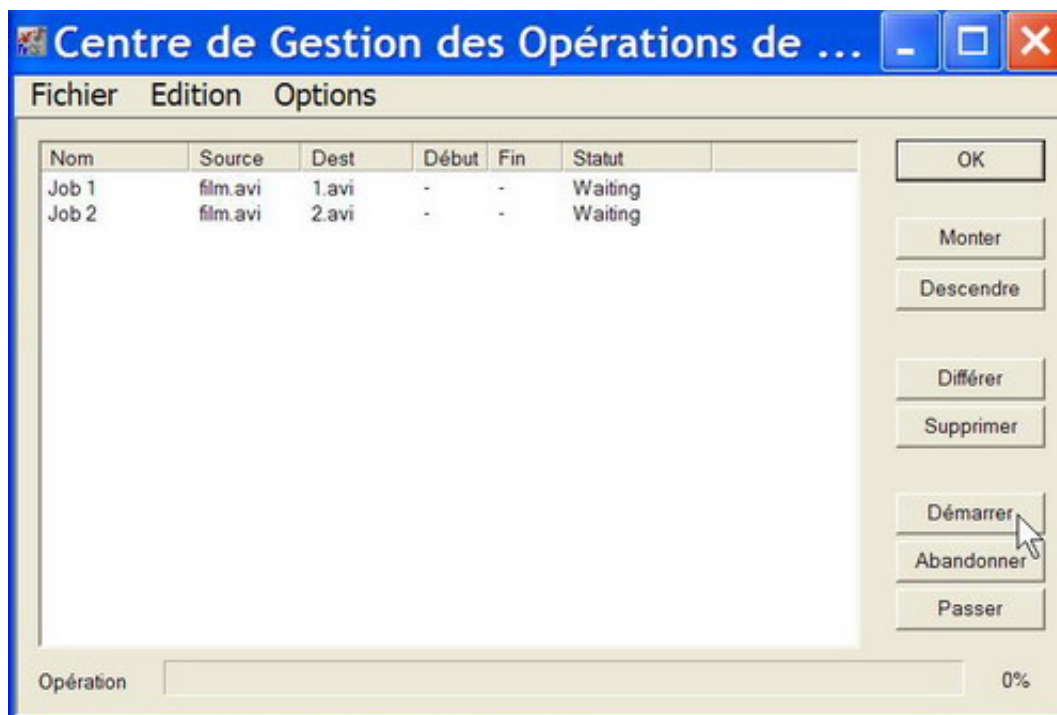 Centre de Gestion des Opérations de ...
Fichier Edition Options
Nom Source Dest Début Fin Statut
Job 1 film.avi 1.avi - - Waiting
Job 2 film.avi 2.avi - - Waiting
OK
Monter
Descendre
Différer
Supprimer
Démarrer
Abandonner
Passer
Opération 0%